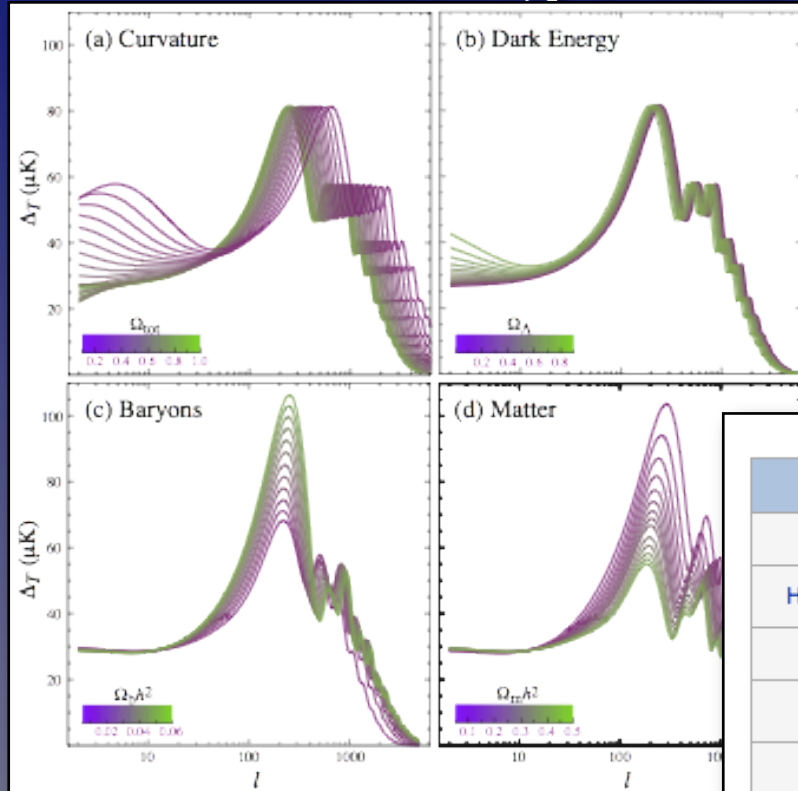 (a) Curvature
(b) Dark Energy
100
80
60
40
20
Δ_T (μK)
Ω_tot
0.2 0.4 0.6 0.8 1.0
Ω_Λ
0.2 0.4 0.6 0.8
(c) Baryons
(d) Matter
100
80
60
40
20
Δ_T (μK)
Ω_b h²
0.02 0.04 0.06
Ω_m h²
0.1 0.2 0.3 0.4 0.5
10 100 1000
10 100
l
l
H